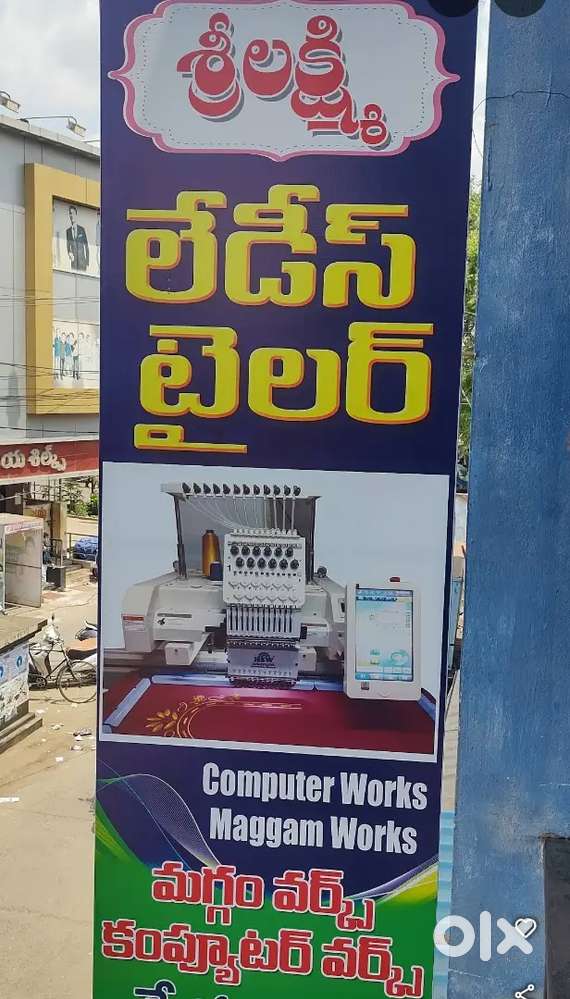 శ్రీలక్ష్మి
లేడీస్
టైలర్
య శిల్క్స్
Computer Works
Maggam Works
మగ్గం వర్క్స్
కంప్యూటర్ వర్క్స్
olx